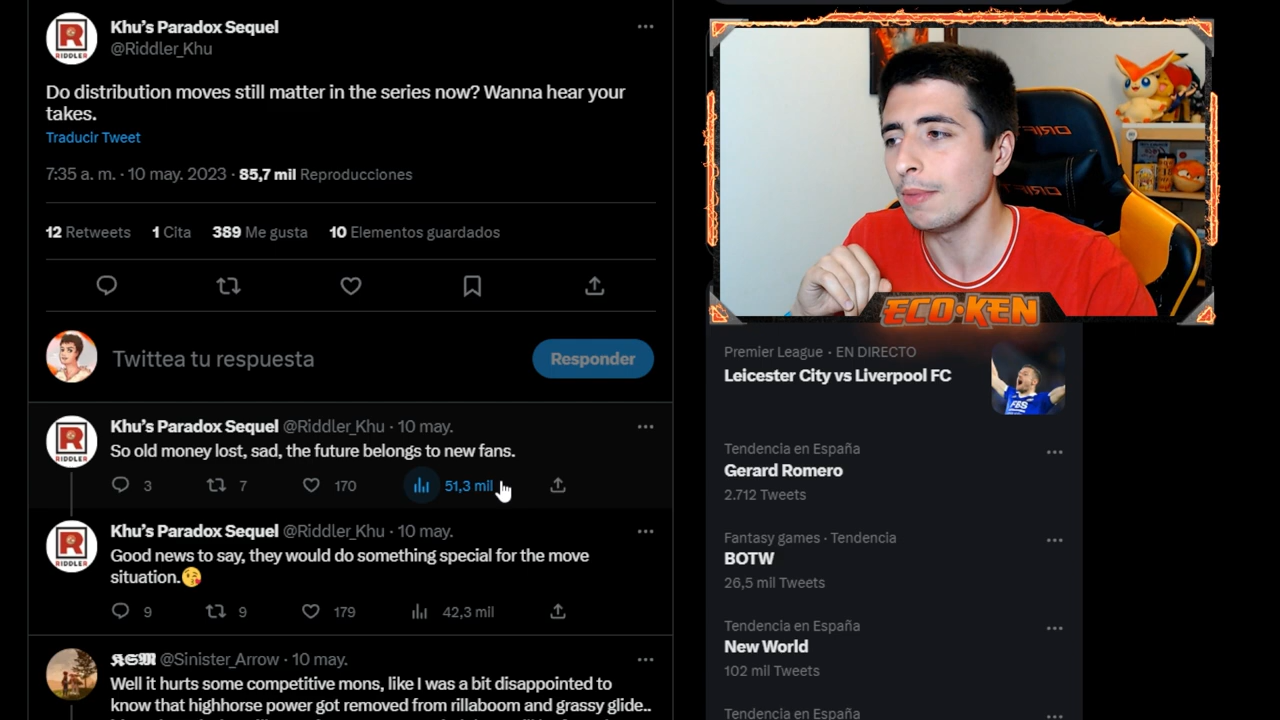 Khu's Paradox Sequel
@Riddler_Khu
RIDDLER
Do distribution moves still matter in the series now? Wanna hear your
takes.
Traducir Tweet
7:35 a. m. · 10 may. 2023 · 85,7 mil Reproducciones
12 Retweets 1 Cita 389 Me gusta 10 Elementos guardados
Twittea tu respuesta
Responder
Khu's Paradox Sequel @Riddler_Khu · 10 may.
RIDDLER
So old money lost, sad, the future belongs to new fans.
3 7 170 51,3 mil
Khu's Paradox Sequel @Riddler_Khu · 10 may.
RIDDLER
Good news to say, they would do something special for the move
situation.😘
9 9 179 42,3 mil
@Sinister_Arrow · 10 may.
Well it hurts some competitive mons, like I was a bit disappointed to
know that highhorse power got removed from rillaboom and grassy glide..
DRIFT
DRIFT
ECO·KEN
Premier League · EN DIRECTO
Leicester City vs Liverpool FC
FBS
Tendencia en España
Gerard Romero
2.712 Tweets
Fantasy games · Tendencia
BOTW
26,5 mil Tweets
Tendencia en España
New World
102 mil Tweets
Tendencia en España